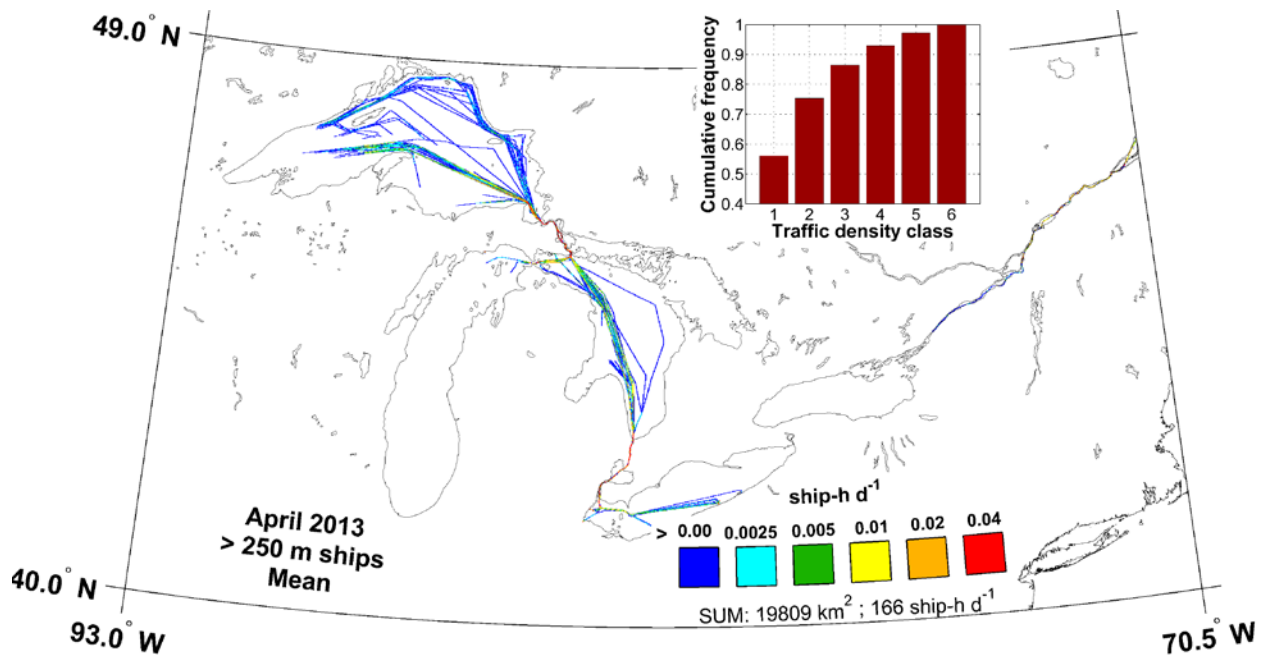 49.0° N
Cumulative frequency
1
0.9
0.8
0.7
0.6
0.5
0.4
1 2 3 4 5 6
Traffic density class
April 2013
> 250 m ships
Mean
ship-h d⁻¹
> 0.00 0.0025 0.005 0.01 0.02 0.04
SUM: 19809 km² ; 166 ship-h d⁻¹
40.0° N
93.0° W
70.5° W